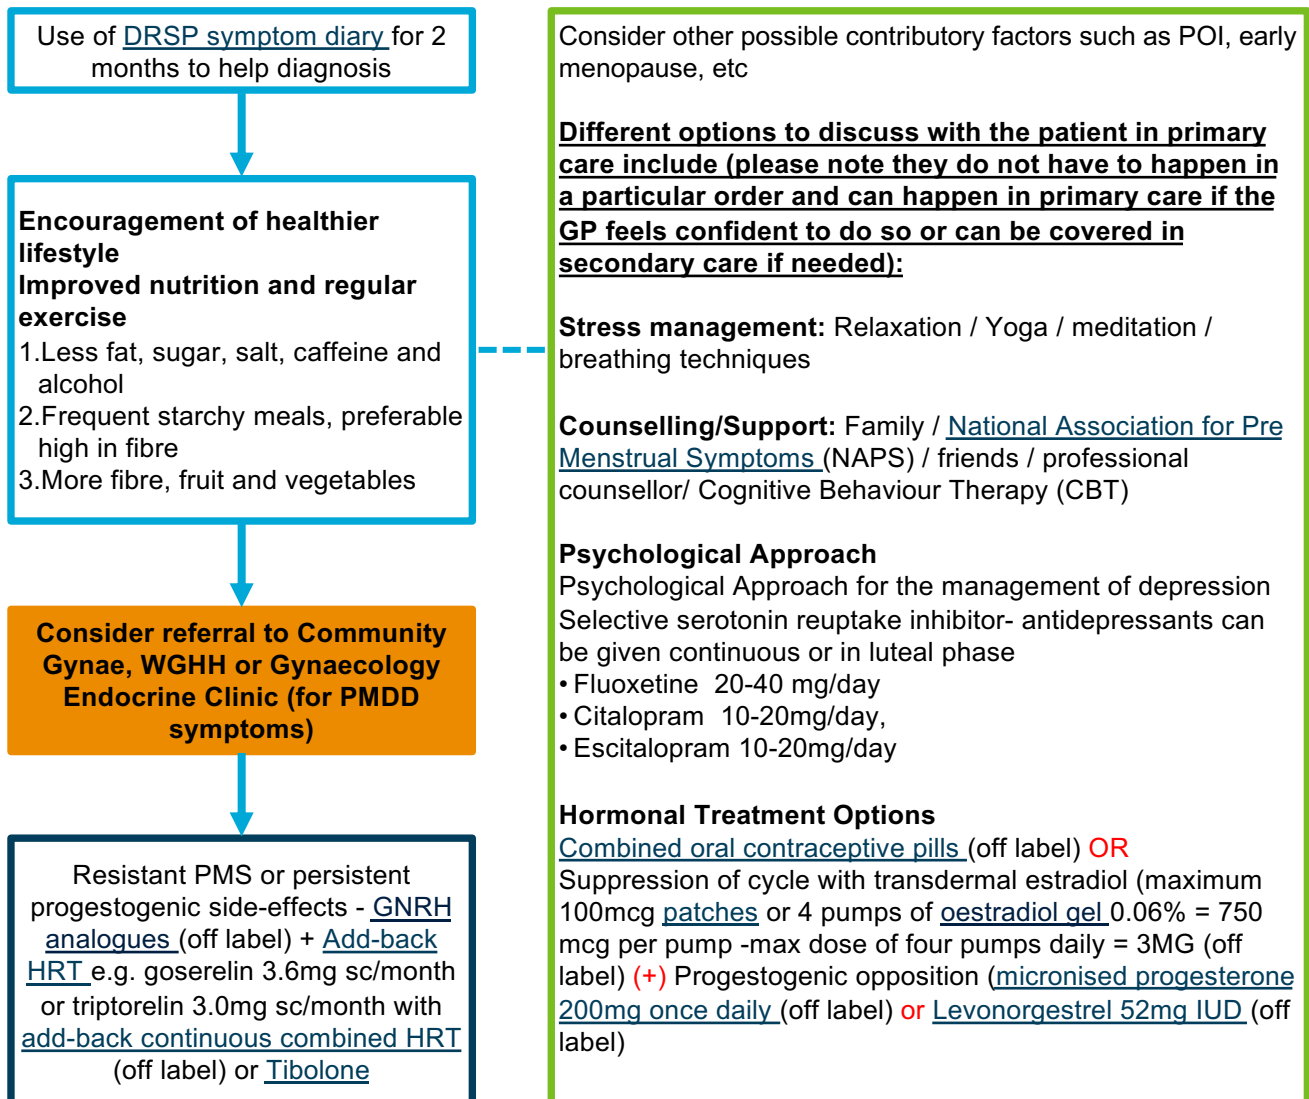 Use of DRSP symptom diary for 2
months to help diagnosis
Encouragement of healthier
lifestyle
Improved nutrition and regular
exercise
1.Less fat, sugar, salt, caffeine and
alcohol
2.Frequent starchy meals, preferable
high in fibre
3.More fibre, fruit and vegetables
Consider referral to Community
Gynae, WGHH or Gynaecology
Endocrine Clinic (for PMDD
symptoms)
Resistant PMS or persistent
progestogenic side-effects - GNRH
analogues (off label) + Add-back
HRT e.g. goserelin 3.6mg sc/month
or triptorelin 3.0mg sc/month with
add-back continuous combined HRT
(off label) or Tibolone
Consider other possible contributory factors such as POI, early
menopause, etc
Different options to discuss with the patient in primary
care include (please note they do not have to happen in
a particular order and can happen in primary care if the
GP feels confident to do so or can be covered in
secondary care if needed):
Stress management: Relaxation / Yoga / meditation /
breathing techniques
Counselling/Support: Family / National Association for Pre
Menstrual Symptoms (NAPS) / friends / professional
counsellor/ Cognitive Behaviour Therapy (CBT)
Psychological Approach
Psychological Approach for the management of depression
Selective serotonin reuptake inhibitor- antidepressants can
be given continuous or in luteal phase
• Fluoxetine 20-40 mg/day
• Citalopram 10-20mg/day,
• Escitalopram 10-20mg/day
Hormonal Treatment Options
Combined oral contraceptive pills (off label) OR
Suppression of cycle with transdermal estradiol (maximum
100mcg patches or 4 pumps of oestradiol gel 0.06% = 750
mcg per pump -max dose of four pumps daily = 3MG (off
label) (+) Progestogenic opposition (micronised progesterone
200mg once daily (off label) or Levonorgestrel 52mg IUD (off
label)